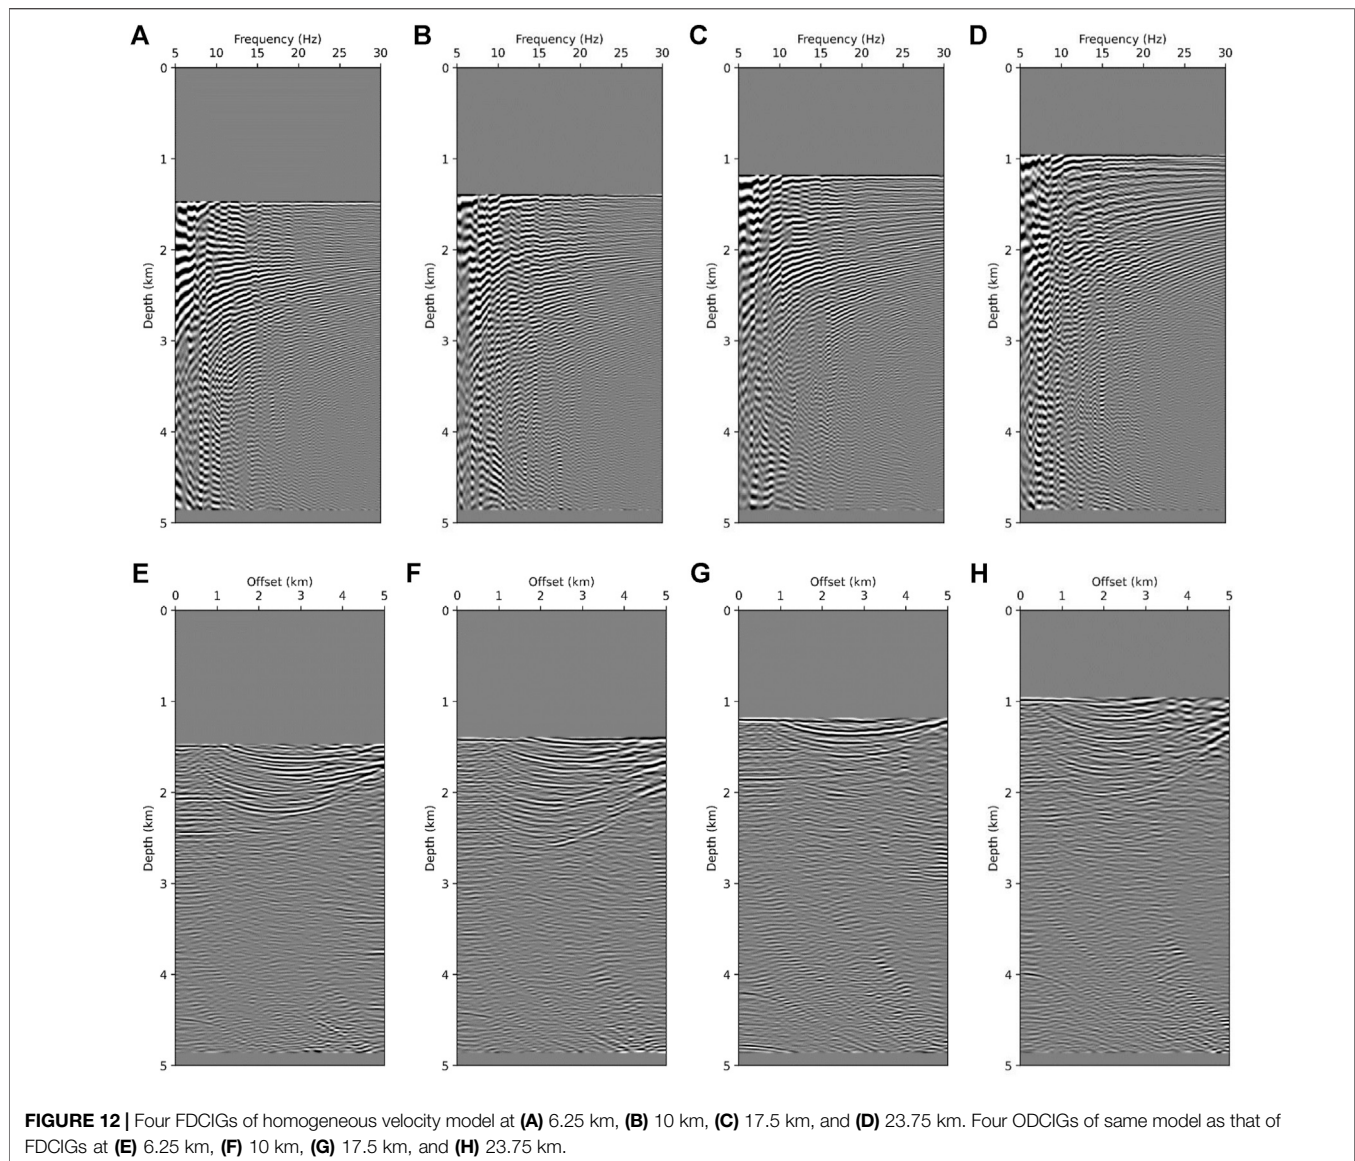 A B C D
Frequency (Hz) Frequency (Hz) Frequency (Hz) Frequency (Hz)
5 10 15 20 25 30 5 10 15 20 25 30 5 10 15 20 25 30 5 10 15 20 25 30
0 0 0 0
1 1 1 1
2 2 2 2
Depth (km) Depth (km) Depth (km) Depth (km)
3 3 3 3
4 4 4 4
5 5 5 5
E F G H
Offset (km) Offset (km) Offset (km) Offset (km)
0 1 2 3 4 5 0 1 2 3 4 5 0 1 2 3 4 5 0 1 2 3 4 5
0 0 0 0
1 1 1 1
2 2 2 2
Depth (km) Depth (km) Depth (km) Depth (km)
3 3 3 3
4 4 4 4
5 5 5 5
FIGURE 12 | Four FDCIGs of homogeneous velocity model at (A) 6.25 km, (B) 10 km, (C) 17.5 km, and (D) 23.75 km. Four ODCIGs of same model as that of
FDCIGs at (E) 6.25 km, (F) 10 km, (G) 17.5 km, and (H) 23.75 km.